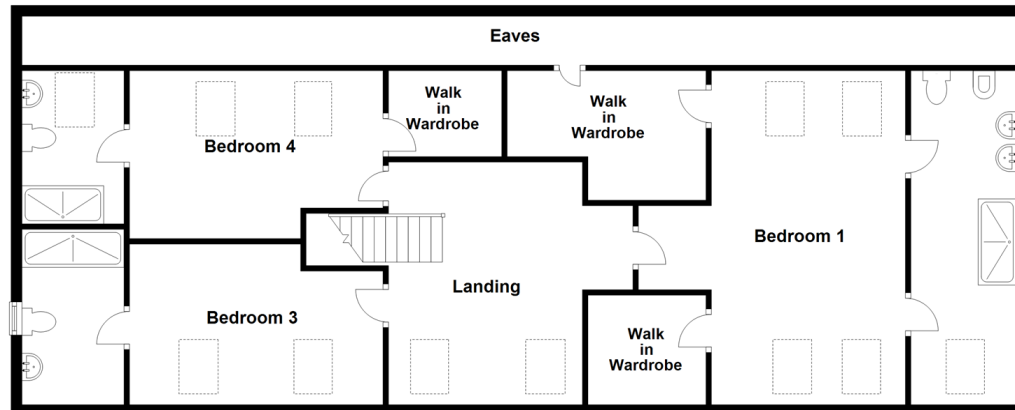 Eaves
Walk
in
Wardrobe
Walk
in
Wardrobe
Bedroom 4
Bedroom 1
Landing
Bedroom 3
Walk
in
Wardrobe